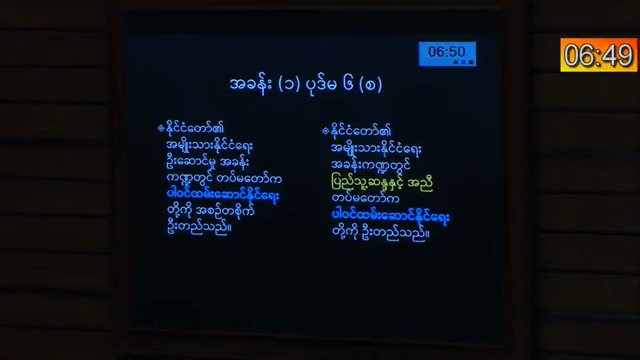 06:50
06:49
အခန်း (၁) ပုဒ်မ ၆ (စ)
နိုင်ငံတော်၏
အမျိုးသားနိုင်ငံရေး
ဦးဆောင်မှု အခန်း
ကဏ္ဍတွင် တပ်မတော်က
ပါဝင်ထမ်းဆောင်နိုင်ရေး
တို့ကို အစဉ်တစိုက်
ဦးတည်သည်။
နိုင်ငံတော်၏
အမျိုးသားနိုင်ငံရေး
အခန်းကဏ္ဍတွင်
ပြည်သူ့ဆန္ဒနှင့် အညီ
တပ်မတော်က
ပါဝင်ထမ်းဆောင်နိုင်ရေး
တို့ကို ဦးတည်သည်။